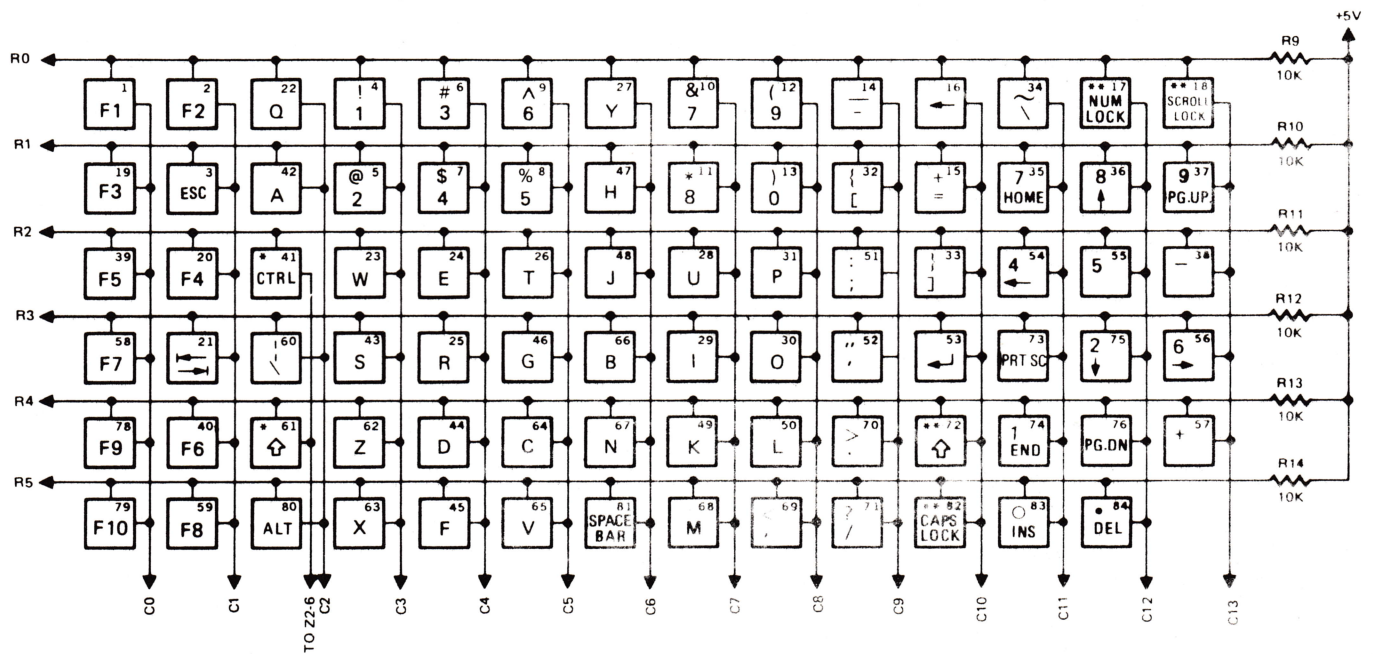 +5V
R0 R9
10K
1 2 22 ! 4 # 6 ^ 9 27 & 10 ( 12 — 14 16 ~ 34 ** 17 ** 18
F1 F2 Q 1 3 6 Y 7 9 - ← \ NUM LOCK SCROLL LOCK
R1 R10
10K
19 3 42 @ 5 $ 7 % 8 47 * 11 ) 13 { 32 + 15 7 35 8 36 9 37
F3 ESC A 2 4 5 H 8 0 [ = HOME ↑ PG.UP
R2 R11
10K
39 20 * 41 23 24 26 48 28 31 : 51 } 33 4 54 5 55 38
F5 F4 CTRL W E T J U P ; ] ← −
R3 R12
10K
58 21 ¦ 60 43 25 46 66 29 30 " 52 53 73 2 75 6 56
F7 \ S R G B I O ' ↵ PRT SC ↓ →
R4 R13
10K
78 40 * 61 62 44 64 67 49 50 > 70 ** 72 1 74 76 57
F9 F6 ⇧ Z D C N K L . ⇧ END PG.DN +
R5 R14
10K
79 59 80 63 45 65 81 68 69 ? 71 ** 82 ○ 83 • 84
F10 F8 ALT X F V SPACE BAR M , / CAPS LOCK INS DEL
C0 C1 TO Z2-6 C2 C3 C4 C5 C6 C7 C8 C9 C10 C11 C12 C13